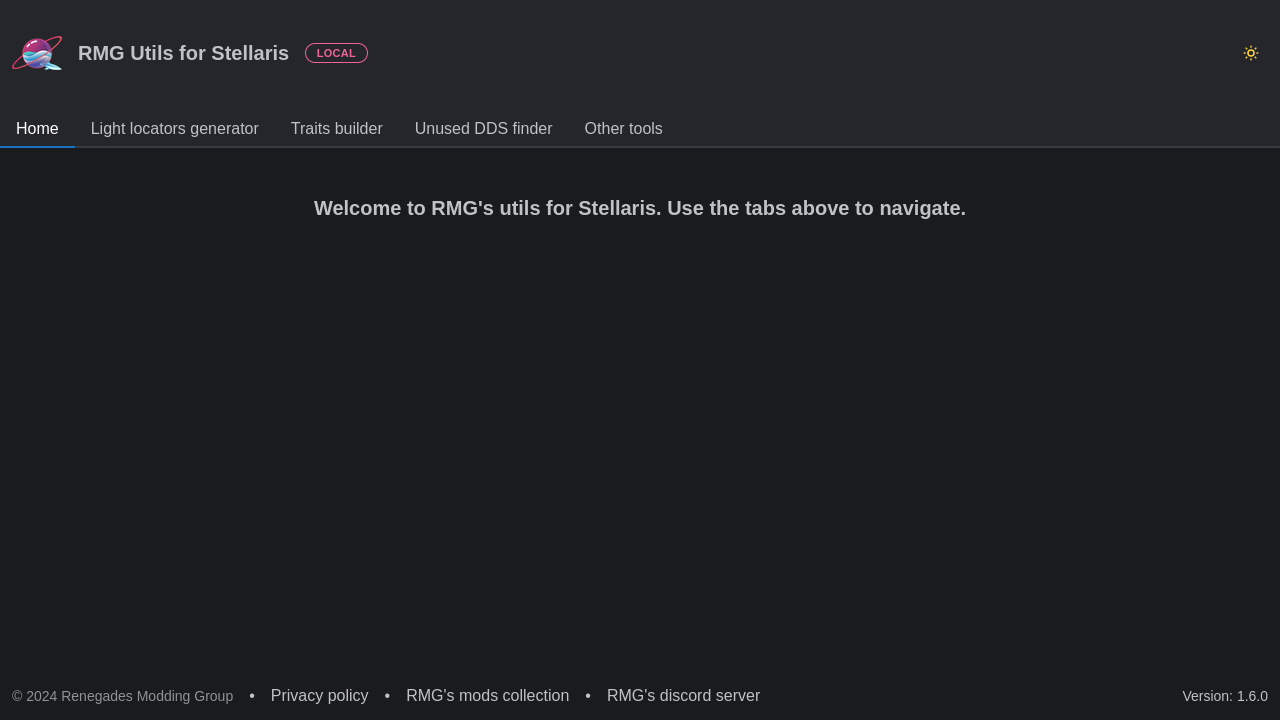 RMG Utils for Stellaris LOCAL
Home Light locators generator Traits builder Unused DDS finder Other tools
Welcome to RMG's utils for Stellaris. Use the tabs above to navigate.
© 2024 Renegades Modding Group • Privacy policy • RMG's mods collection • RMG's discord server Version: 1.6.0